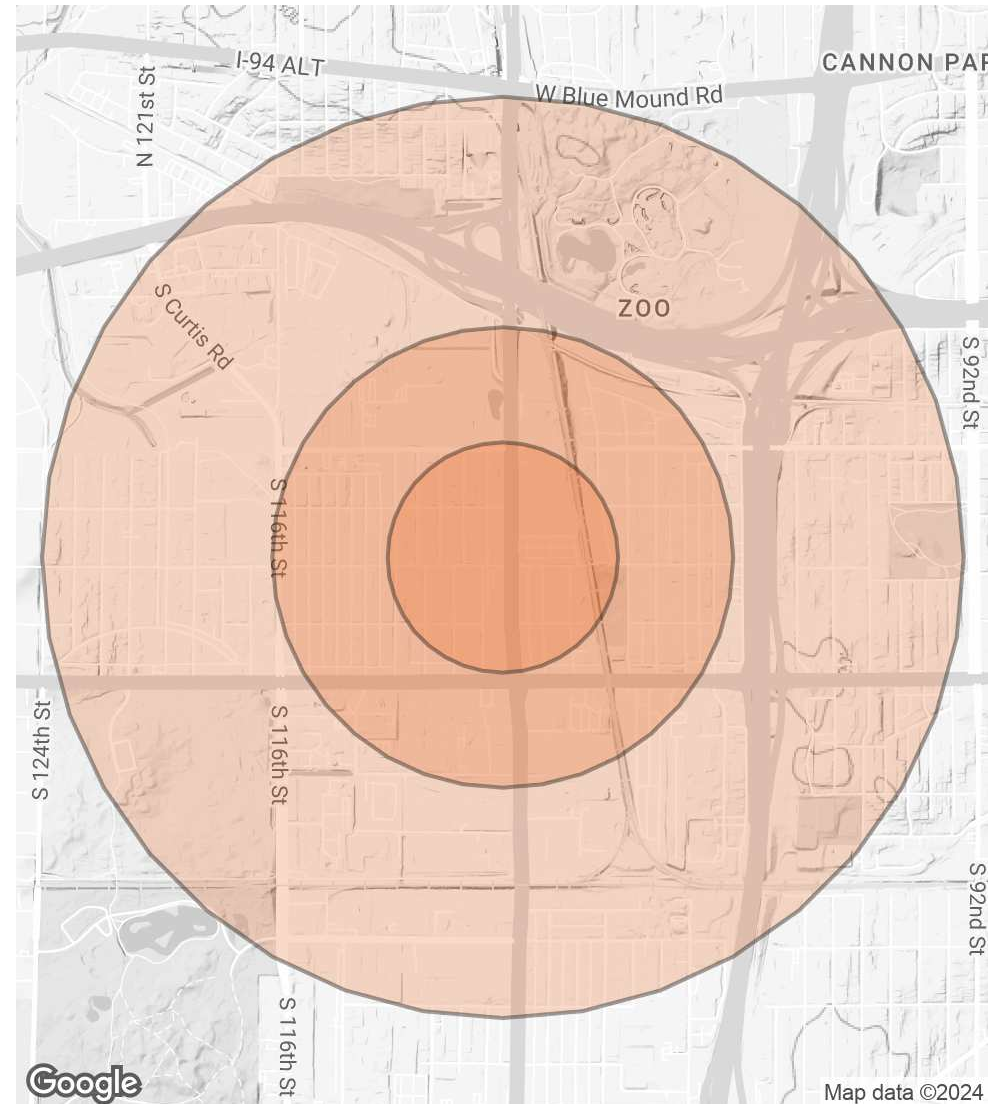 I-94 ALT
CANNON PAR
W Blue Mound Rd
N 121st St
S Curtis Rd
ZOO
S 92nd St
S 116th St
S 124th St
S 116th St
S 92nd St
S 116th St
Google
Map data ©2024